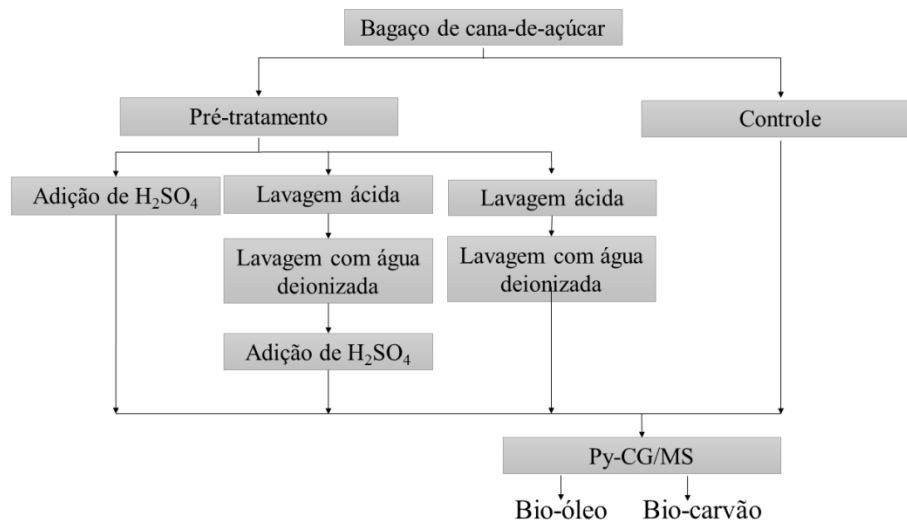 Bagaço de cana-de-açúcar
Pré-tratamento
Controle
Adição de H₂SO₄
Lavagem ácida
Lavagem com água
deionizada
Adição de H₂SO₄
Lavagem ácida
Lavagem com água
deionizada
Py-CG/MS
Bio-óleo
Bio-carvão